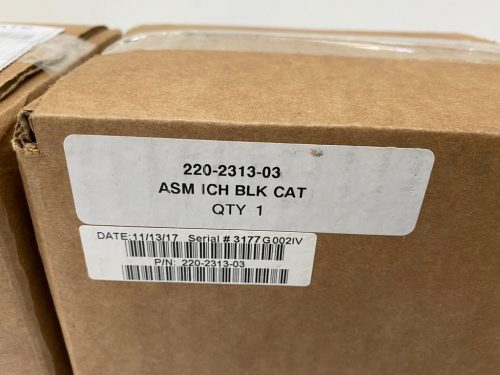 220-2313-03
ASM ICH BLK CAT
QTY 1
DATE:11/13/17 Serial # 3177G002IV
P/N: 220-2313-03